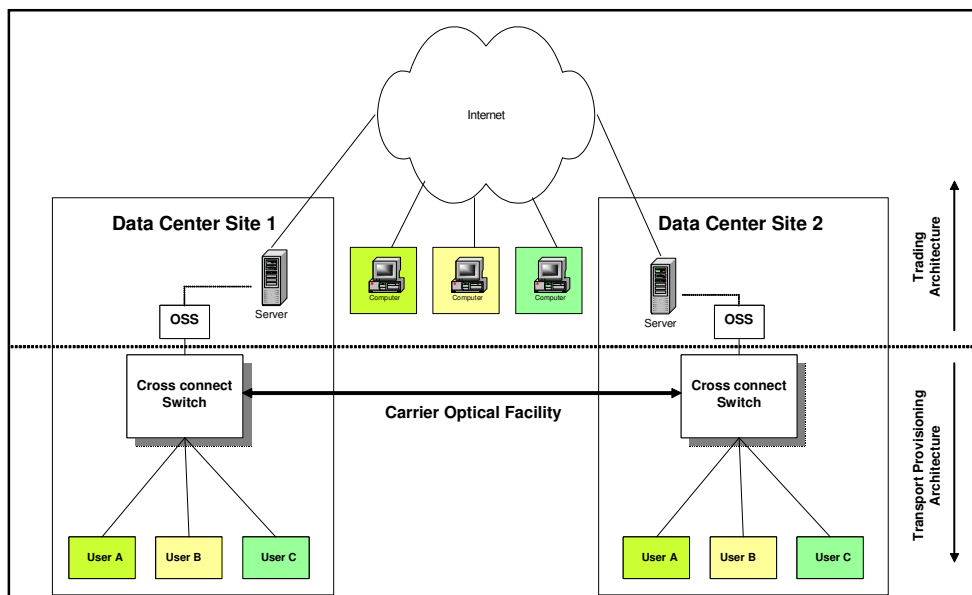 Internet
Data Center Site 1
Data Center Site 2
Trading
Architecture
Computer
Computer
Computer
Server
Server
OSS
OSS
Cross connect
Switch
Cross connect
Switch
Carrier Optical Facility
Transport Provisioning
Architecture
User A
User B
User C
User A
User B
User C